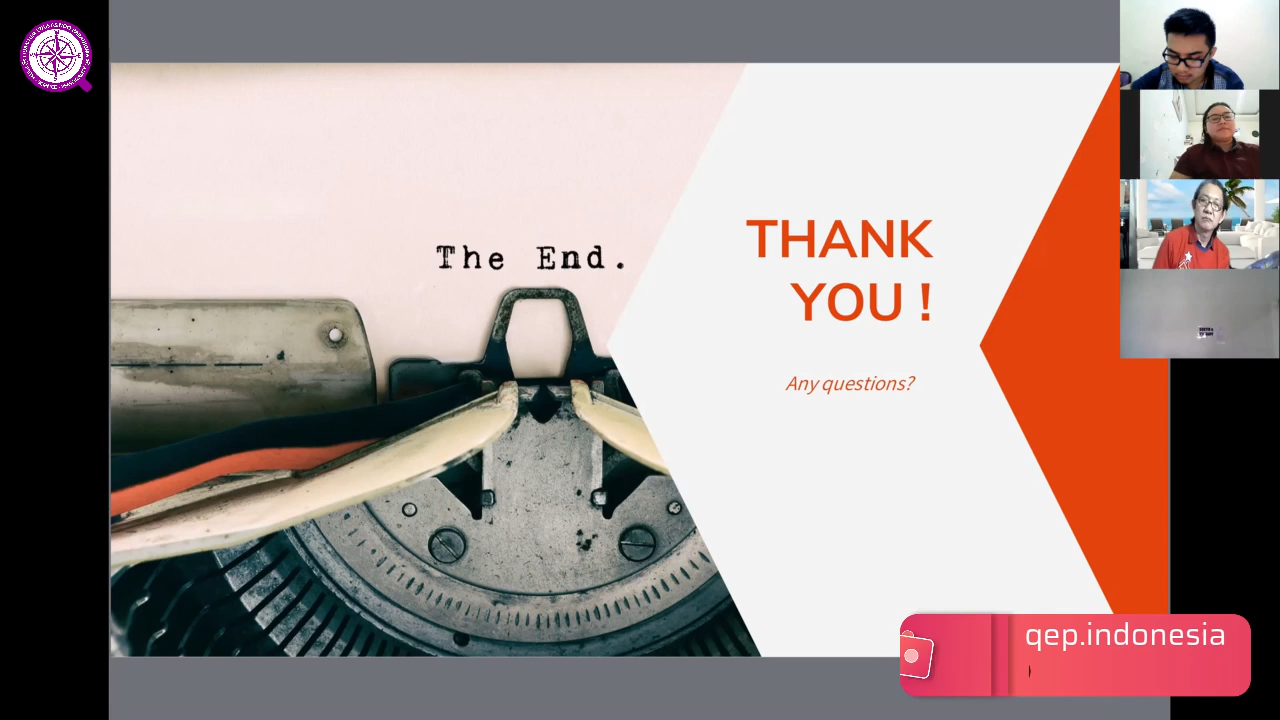 The End.
THANK
YOU !
Any questions?
qep.indonesia